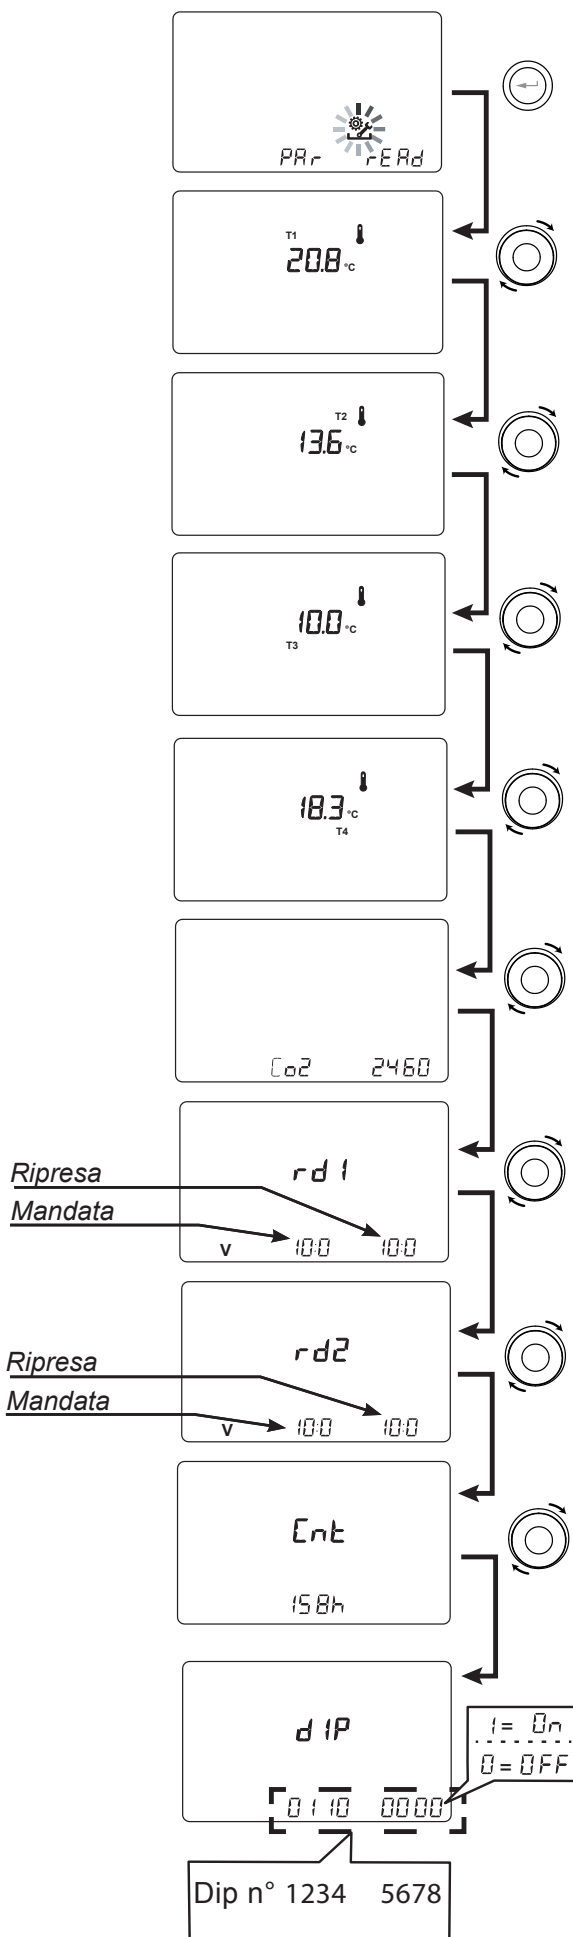 PAr rEAd
T1
20.8 °C
T2
13.6 °C
10.0 °C
T3
18.3 °C
T4
Co2 2460
rd1
Ripresa
Mandata
V 10:0 10:0
rd2
Ripresa
Mandata
V 10:0 10:0
Cnt
158h
dIP
1= On
0=OFF
0110 0000
Dip n° 1234 5678